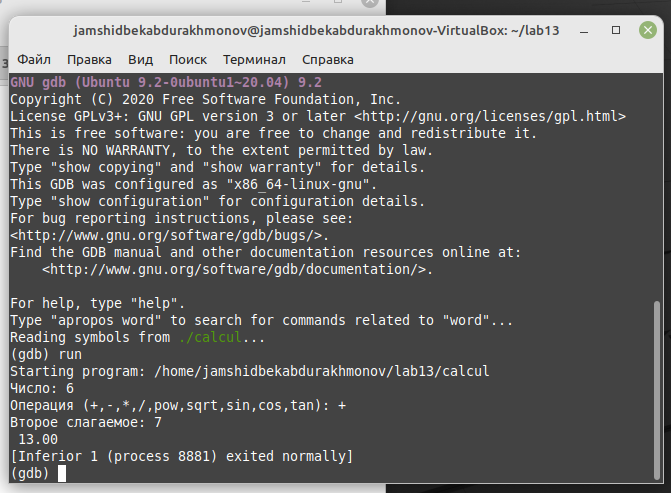 jamshidbekabdurakhmonov@jamshidbekabdurakhmonov-VirtualBox: ~/lab13
Файл Правка Вид Поиск Терминал Справка
GNU gdb (Ubuntu 9.2-0ubuntu1~20.04) 9.2
Copyright (C) 2020 Free Software Foundation, Inc.
License GPLv3+: GNU GPL version 3 or later <http://gnu.org/licenses/gpl.html>
This is free software: you are free to change and redistribute it.
There is NO WARRANTY, to the extent permitted by law.
Type "show copying" and "show warranty" for details.
This GDB was configured as "x86_64-linux-gnu".
Type "show configuration" for configuration details.
For bug reporting instructions, please see:
<http://www.gnu.org/software/gdb/bugs/>.
Find the GDB manual and other documentation resources online at:
    <http://www.gnu.org/software/gdb/documentation/>.

For help, type "help".
Type "apropos word" to search for commands related to "word"...
Reading symbols from ./calcul...
(gdb) run
Starting program: /home/jamshidbekabdurakhmonov/lab13/calcul
Число: 6
Операция (+,-,*,/,pow,sqrt,sin,cos,tan): +
Второе слагаемое: 7
 13.00
[Inferior 1 (process 8881) exited normally]
(gdb)